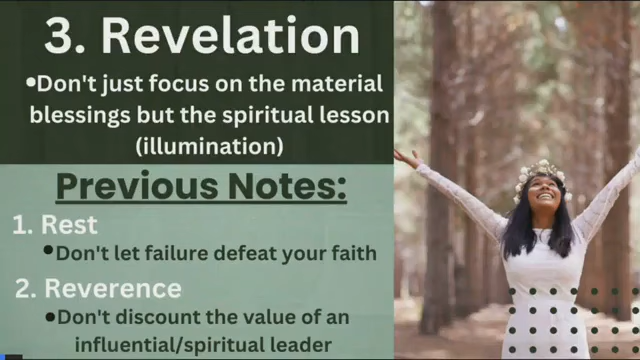 3. Revelation
•Don't just focus on the material
blessings but the spiritual lesson
(illumination)
Previous Notes:
1. Rest
•Don't let failure defeat your faith
2. Reverence
•Don't discount the value of an
influential/spiritual leader